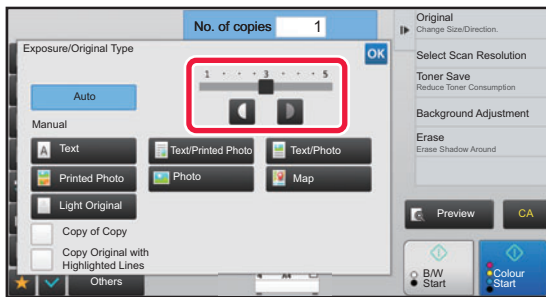 No. of copies 1
Exposure/Original Type
OK
1 · · · 3 · · · 5
Auto
Manual
A Text
Text/Printed Photo
Text/Photo
Printed Photo
Photo
Map
Light Original
Copy of Copy
Copy Original with
Highlighted Lines
Others
A4
Original
Change Size/Direction.
Select Scan Resolution
Toner Save
Reduce Toner Consumption
Background Adjustment
Erase
Erase Shadow Around
Preview
CA
B/W
Start
Colour
Start